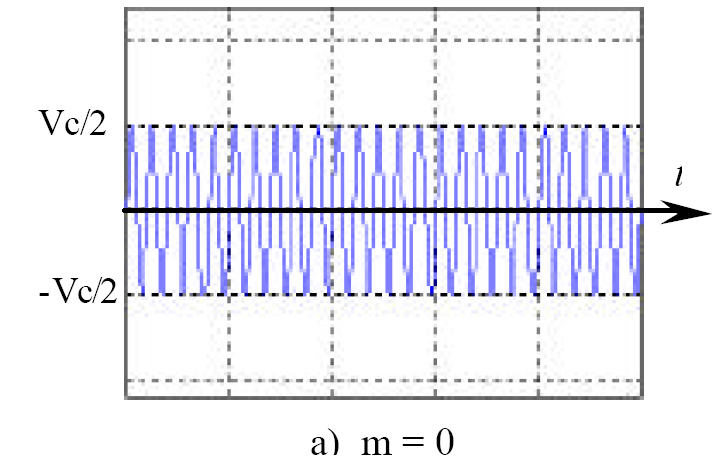 Vc/2
t
-Vc/2
a) m = 0